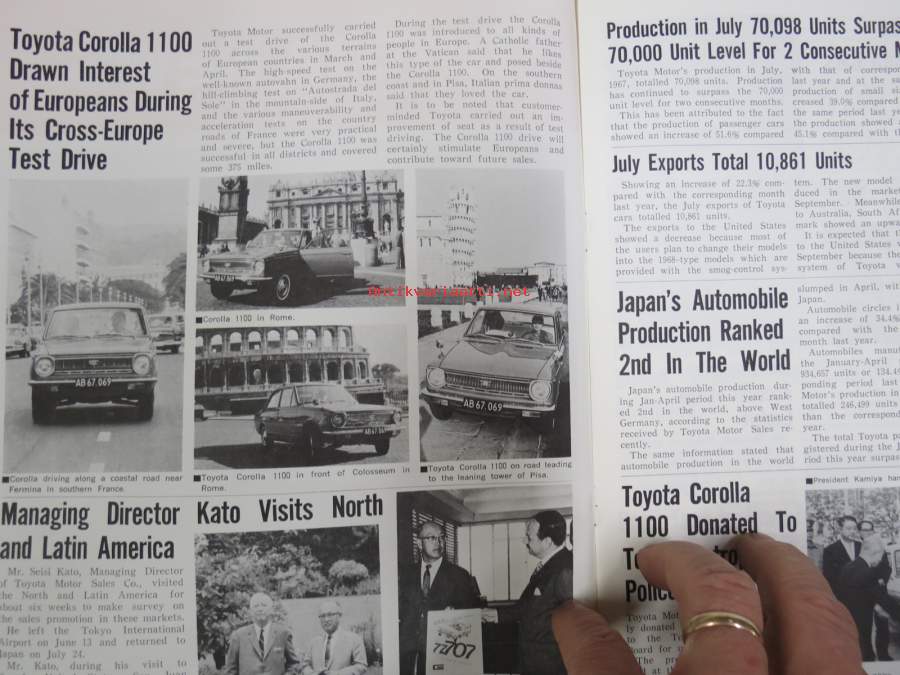 Toyota Corolla 1100
Drawn Interest
of Europeans During
Its Cross-Europe
Test Drive
Toyota Motor successfully carried
out a test drive of the Corolla
1100 across the various terrains
of European countries in March and
April. The high-speed test on the
well-known autovahn in Germany, the
hill-climbing test on "Autostrada del
Sole" in the mountain-side of Italy,
and the various maneuverability and
acceleration tests on the country
roads of France were very practical
and severe, but the Corolla 1100 was
successful in all districts and covered
some 375 miles.
During the test drive the Corolla
1100 was introduced to all kinds of
people in Europe. A Catholic father
at the Vatican said that he likes
this type of the car and posed beside
the Corolla 1100. On the southern
coast and in Pisa, Italian prima donnas
said that they loved the car.
It is to be noted that customer-
minded Toyota carried out an im-
provement of seat as a result of test
driving. The Corolla 1100 drive will
certainly stimulate Europeans and
contribute toward future sales.
AB 67.069
■Corolla driving along a coastal road near
Fermina in southern France.
■Corolla 1100 in Rome.
■Toyota Corolla 1100 in front of Colosseum in
Rome.
AB 67.069
■Toyota Corolla 1100 on road leading
to the leaning tower of Pisa.
Antikvariaatti.net
Managing Director Kato Visits North
and Latin America
Mr. Seisi Kato, Managing Director
of Toyota Motor Sales Co., visited
the North and Latin America for
about six weeks to make survey on
the sales promotion in these markets.
He left the Tokyo International
Airport on June 13 and returned to
Japan on July 24.
Mr. Kato, during his visit to
Production in July 70,098 Units Surpas
70,000 Unit Level For 2 Consecutive M
Toyota Motor's production in July,
1967, totalled 70,098 units. Production
has continued to surpass the 70,000
unit level for two consecutive months.
This has been attributed to the fact
that the production of passenger cars
showed an increase of 51.6% compared
with that of correspon
last year and at the sa
production of small si
creased 39.0% compared
the same period last ye
the production showed a
45.1% compared with th
July Exports Total 10,861 Units
Showing an increase of 22.3% com-
pared with the corresponding month
last year, the July exports of Toyota
cars totalled 10,861 units.
The exports to the United States
showed a decrease because most of
the users plan to change their models
into the 1968-type models which are
provided with the smog-control sys-
tem. The new model
duced in the market
September. Meanwhile
to Australia, South Af
mark showed an upwa
It is expected that t
to the United States w
September because the
system of Toyota v
Japan's Automobile
Production Ranked
2nd In The World
Japan's automobile production dur-
ing Jan-April period this year rank-
ed 2nd in the world, above West
Germany, according to the statistics
received by Toyota Motor Sales re-
cently.
The same information stated that
automobile production in the world
slumped in April, wit
Japan.
Automobile circles i
an increase of 34.4%
compared with the
month last year.
Automobiles manu
the January-April
934,657 units or 134.49
ponding period last
Motor's production in
totalled 246,499 units
than the correspond
year.
The total Toyota pa
gistered during the J
riod this year surpas
Toyota Corolla
1100 Donated To
Police
Toyota Mot
ly donated
to the T
Board for
The pr
■President Kamiya han